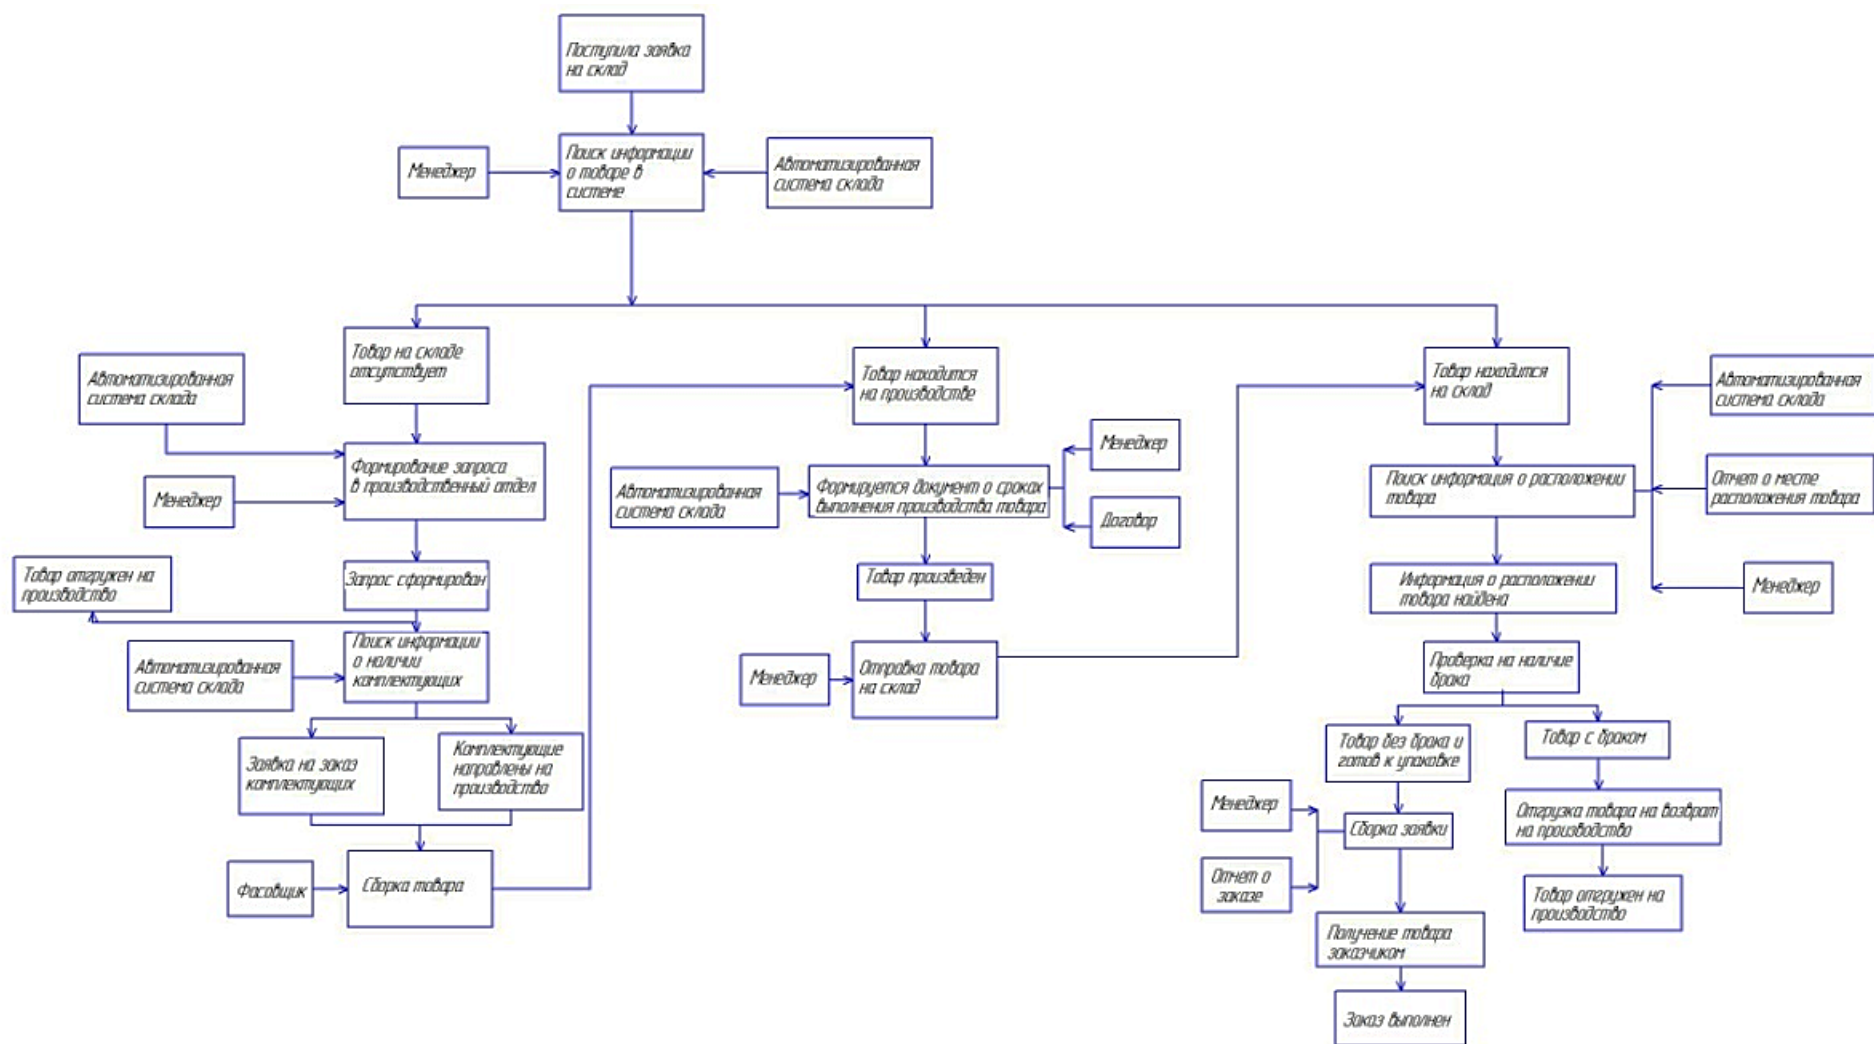 Поступила заявка
на склад
Менеджер
Поиск информации
о товаре в
системе
Автоматизированная
система склада
Товар на складе
отсутствует
Автоматизированная
система склада
Формирование запроса
в производственный отдел
Менеджер
Запрос сформирован
Товар отгружен на
производство
Поиск информации
о наличии
комплектующих
Автоматизированная
система склада
Заявка на заказ
комплектующих
Комплектующие
направлены на
производство
Фасовщик
Сборка товара
Товар находится
на производстве
Автоматизированная
система склада
Формируется документ о сроках
выполнения производства товара
Менеджер
Договор
Товар произведен
Менеджер
Отправка товара
на склад
Товар находится
на склад
Поиск информация о расположении
товара
Автоматизированная
система склада
Отчет о месте
расположения товара
Менеджер
Информация о расположении
товара найдена
Проверка на наличие
брака
Товар без брака и
готов к упаковке
Товар с браком
Менеджер
Отчет о
заказе
Сборка заявки
Отгрузка товара на возврат
на производство
Товар отгружен на
производство
Получение товара
заказчиком
Заказ выполнен